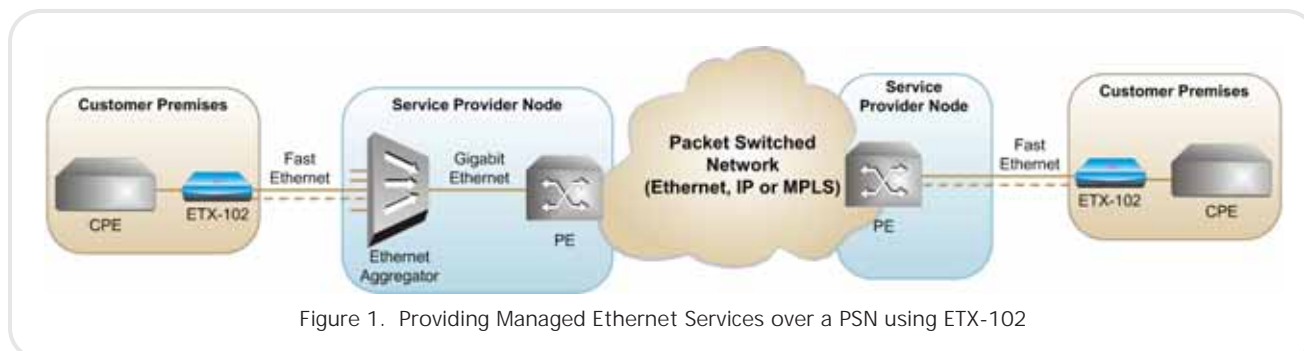 Customer Premises
CPE
ETX-102
Fast
Ethernet
Service Provider Node
Ethernet
Aggregator
Gigabit
Ethernet
PE
Packet Switched
Network
(Ethernet, IP or MPLS)
Service
Provider Node
PE
Fast
Ethernet
Customer Premises
ETX-102
CPE
Figure 1. Providing Managed Ethernet Services over a PSN using ETX-102